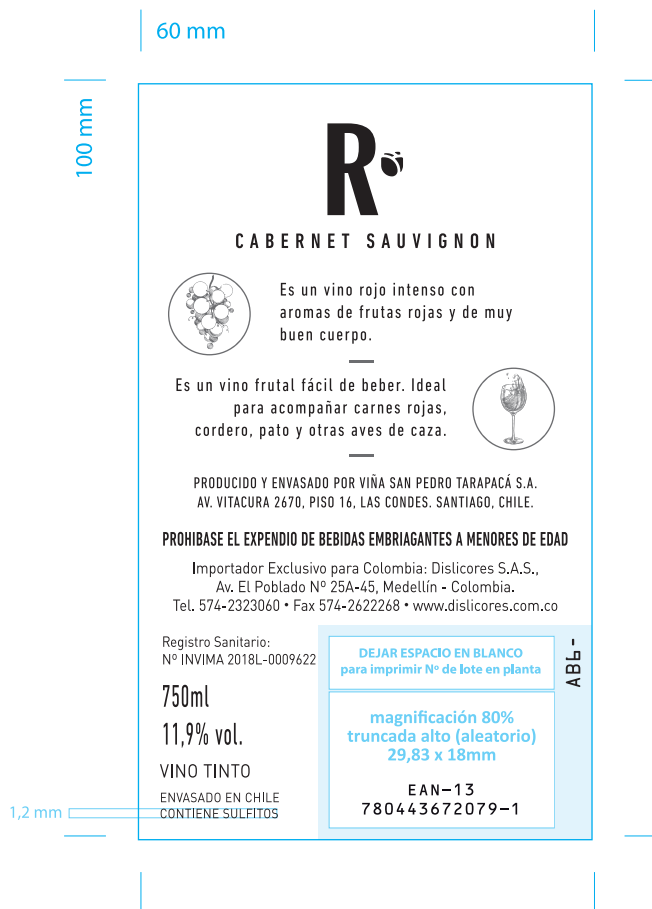 60 mm
100 mm
R
CABERNET SAUVIGNON
Es un vino rojo intenso con
aromas de frutas rojas y de muy
buen cuerpo.
Es un vino frutal fácil de beber. Ideal
para acompañar carnes rojas,
cordero, pato y otras aves de caza.
PRODUCIDO Y ENVASADO POR VIÑA SAN PEDRO TARAPACÁ S.A.
AV. VITACURA 2670, PISO 16, LAS CONDES. SANTIAGO, CHILE.
PROHIBASE EL EXPENDIO DE BEBIDAS EMBRIAGANTES A MENORES DE EDAD
Importador Exclusivo para Colombia: Dislicores S.A.S.,
Av. El Poblado Nº 25A-45, Medellín - Colombia.
Tel. 574-2323060 • Fax 574-2622268 • www.dislicores.com.co
Registro Sanitario:
Nº INVIMA 2018L-0009622
750ml
11,9% vol.
VINO TINTO
ENVASADO EN CHILE
CONTIENE SULFITOS
1,2 mm
DEJAR ESPACIO EN BLANCO
para imprimir Nº de lote en planta
magnificación 80%
truncada alto (aleatorio)
29,83 x 18mm
EAN-13
780443672079-1